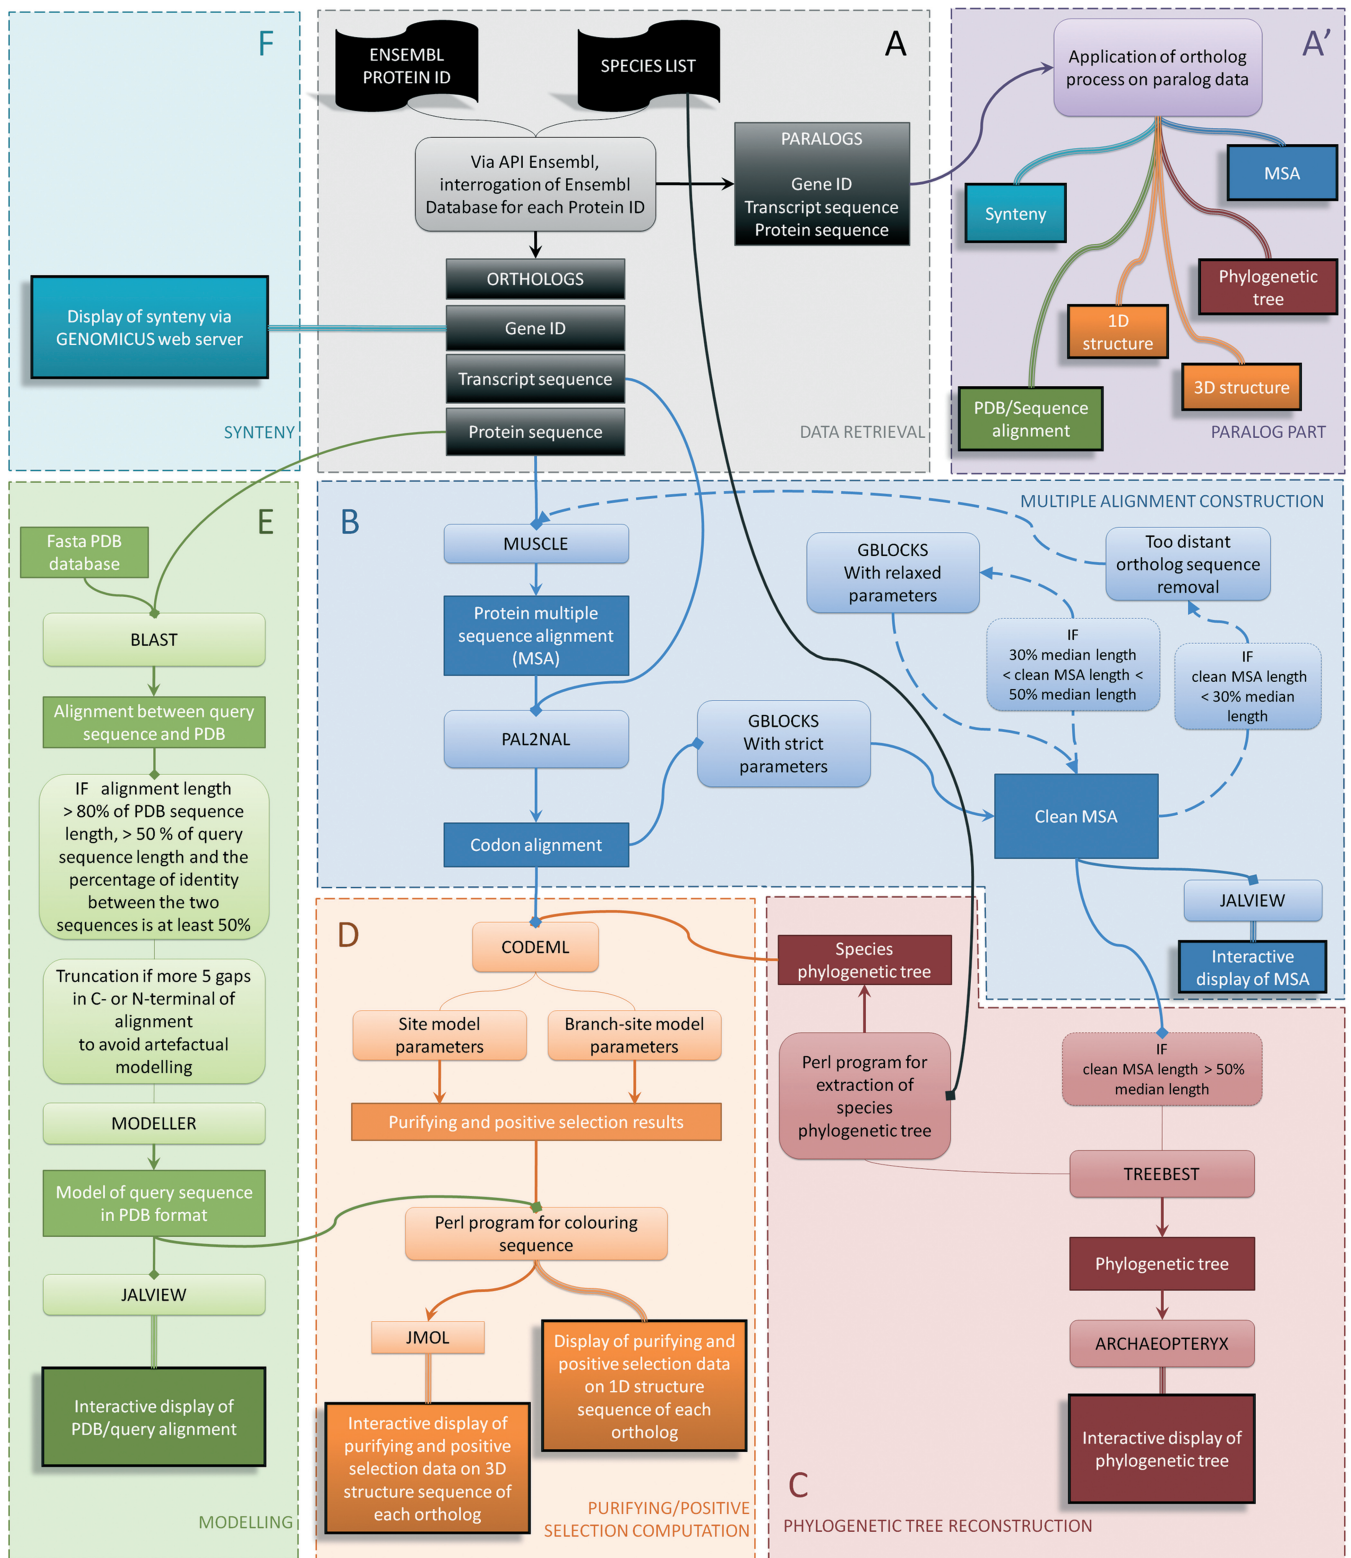 F
Display of synteny via
GENOMICUS web server
SYNTENY
A
ENSEMBL
PROTEIN ID
SPECIES LIST
Via API Ensembl,
interrogation of Ensembl
Database for each Protein ID
PARALOGS
Gene ID
Transcript sequence
Protein sequence
ORTHOLOGS
Gene ID
Transcript sequence
Protein sequence
DATA RETRIEVAL
A’
Application of ortholog
process on paralog data
MSA
Synteny
Phylogenetic
tree
1D
structure
3D structure
PDB/Sequence
alignment
PARALOG PART
E
Fasta PDB
database
BLAST
Alignment between query
sequence and PDB
IF alignment length
> 80% of PDB sequence
length, > 50 % of query
sequence length and the
percentage of identity
between the two
sequences is at least 50%
Truncation if more 5 gaps
in C- or N-terminal of
alignment
to avoid artefactual
modelling
MODELLER
Model of query sequence
in PDB format
JALVIEW
Interactive display of
PDB/query alignment
MODELLING
B
MULTIPLE ALIGNMENT CONSTRUCTION
MUSCLE
Protein multiple
sequence alignment
(MSA)
PAL2NAL
Codon alignment
GBLOCKS
With strict
parameters
GBLOCKS
With relaxed
parameters
IF
30% median length
< clean MSA length <
50% median length
Too distant
ortholog sequence
removal
IF
clean MSA length
< 30% median
length
Clean MSA
JALVIEW
Interactive
display of MSA
D
CODEML
Site model
parameters
Branch-site model
parameters
Purifying and positive selection results
Perl program for colouring
sequence
JMOL
Interactive display of
purifying and positive
selection data on 3D
structure sequence of
each ortholog
Display of purifying and
positive selection data
on 1D structure
sequence of each
ortholog
PURIFYING/POSITIVE
SELECTION COMPUTATION
Species
phylogenetic tree
Perl program for
extraction of
species
phylogenetic tree
IF
clean MSA length > 50%
median length
TREEBEST
Phylogenetic tree
ARCHAEOPTERYX
Interactive display of
phylogenetic tree
C
PHYLOGENETIC TREE RECONSTRUCTION